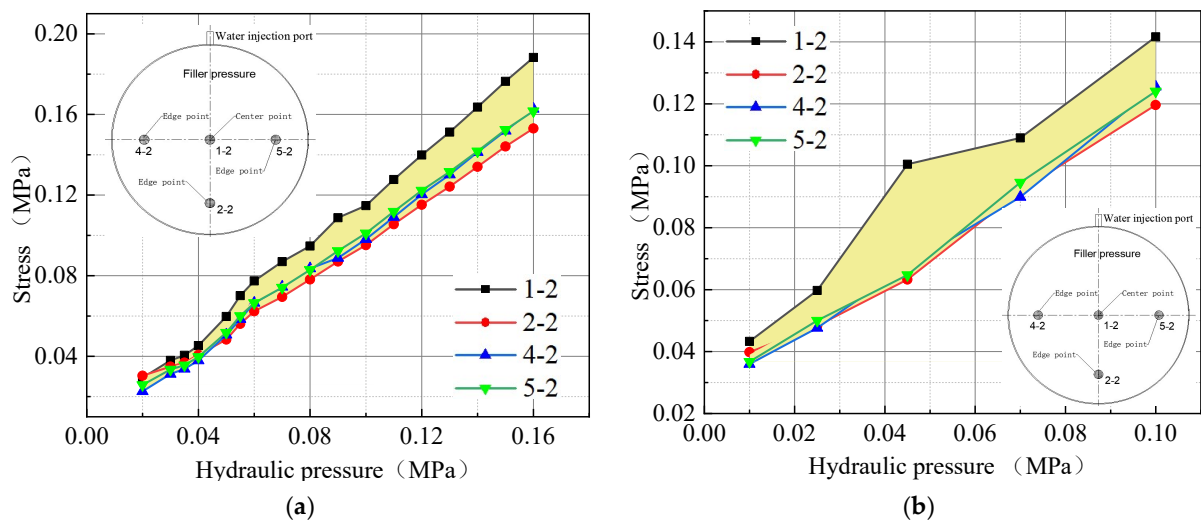 0.20
0.16
0.12
0.08
0.04
Stress （MPa）
0.00
0.04
0.08
0.12
0.16
Hydraulic pressure （MPa）
Water injection port
Filler pressure
Edge point
Center point
4-2
1-2
5-2
Edge point
Edge point
2-2
1-2
2-2
4-2
5-2
(a)
0.14
0.12
0.10
0.08
0.06
0.04
0.02
Stress （MPa）
0.00
0.02
0.04
0.06
0.08
0.10
Hydraulic pressure （MPa）
1-2
2-2
4-2
5-2
Water injection port
Filler pressure
Edge point
Center point
4-2
1-2
5-2
Edge point
Edge point
2-2
(b)